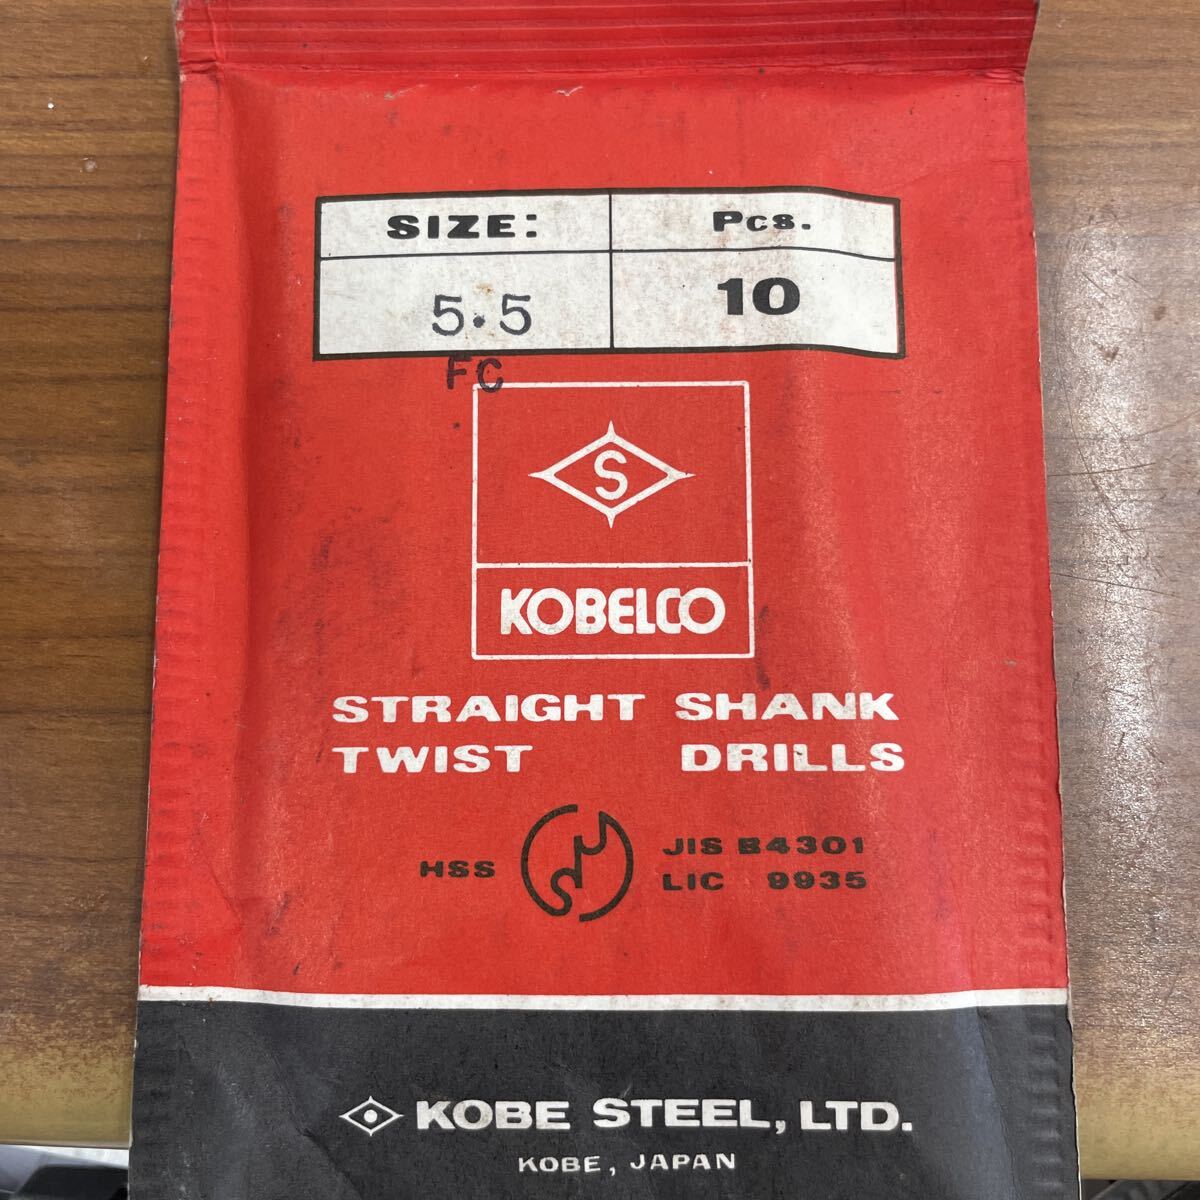 SIZE: Pcs.
5.5 10
FC
S
KOBELCO
STRAIGHT SHANK
TWIST DRILLS
HSS
JIS B4301
LIC 9935
KOBE STEEL, LTD.
KOBE, JAPAN